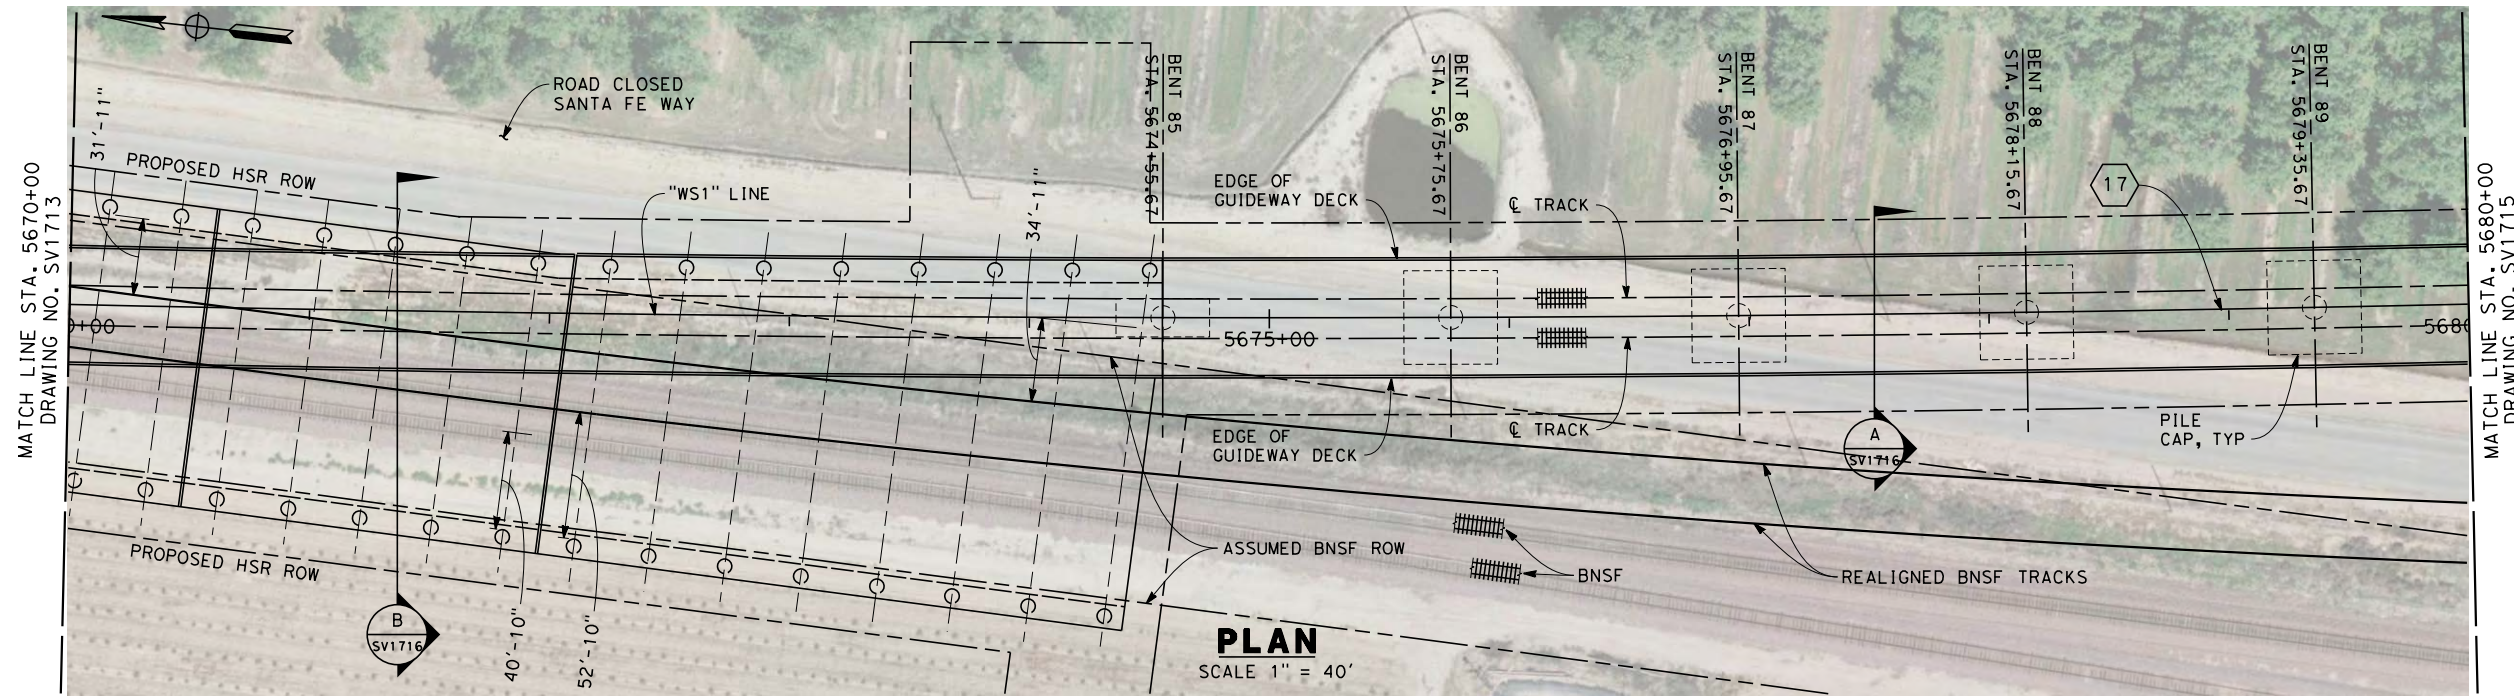 MATCH LINE STA. 5670+00
DRAWING NO. SV1713
31'-11"
PROPOSED HSR ROW
ROAD CLOSED
SANTA FE WAY
"WS1" LINE
34'-11"
BENT 85
STA. 5674+55.67
EDGE OF
GUIDEWAY DECK
BENT 86
STA. 5675+75.67
℄ TRACK
BENT 87
STA. 5676+95.67
BENT 88
STA. 5678+15.67
17
BENT 89
STA. 5679+35.67
MATCH LINE STA. 5680+00
DRAWING NO. SV1715
0+00
5675+00
5680
EDGE OF
GUIDEWAY DECK
℄ TRACK
A
SV1716
PILE
CAP, TYP
PROPOSED HSR ROW
B
SV1716
40'-10"
52'-10"
ASSUMED BNSF ROW
BNSF
REALIGNED BNSF TRACKS
PLAN
SCALE 1" = 40'